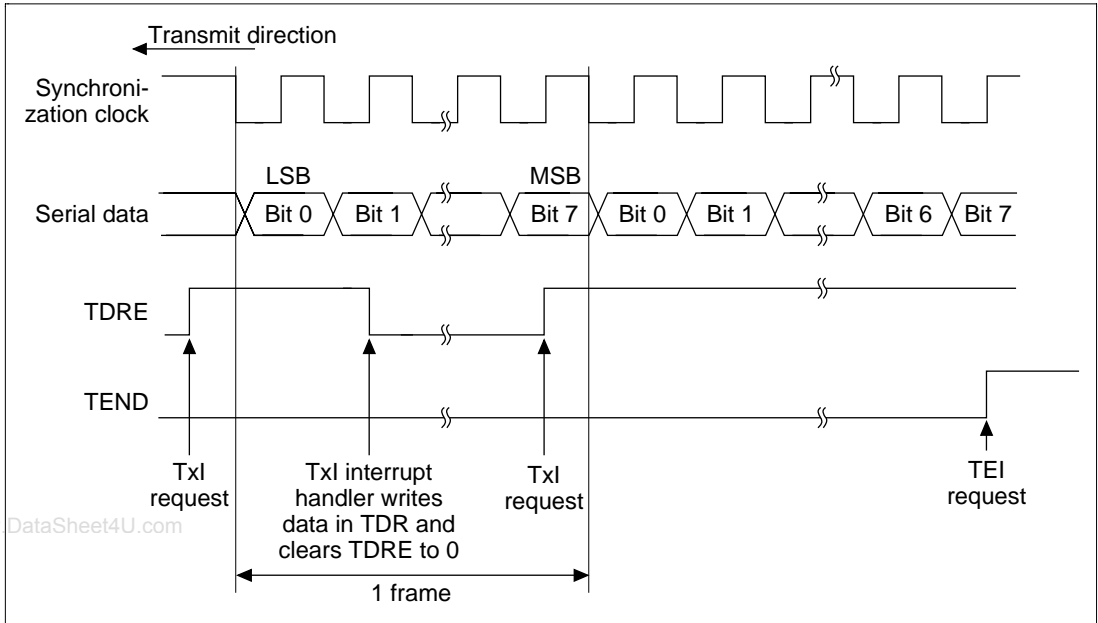 Transmit direction
Synchroni-
zation clock
LSB
MSB
Serial data
Bit 0
Bit 1
Bit 7
Bit 0
Bit 1
Bit 6
Bit 7
TDRE
TEND
TxI
request
TxI interrupt
handler writes
data in TDR and
clears TDRE to 0
TxI
request
TEI
request
.DataSheet4U.com
1 frame